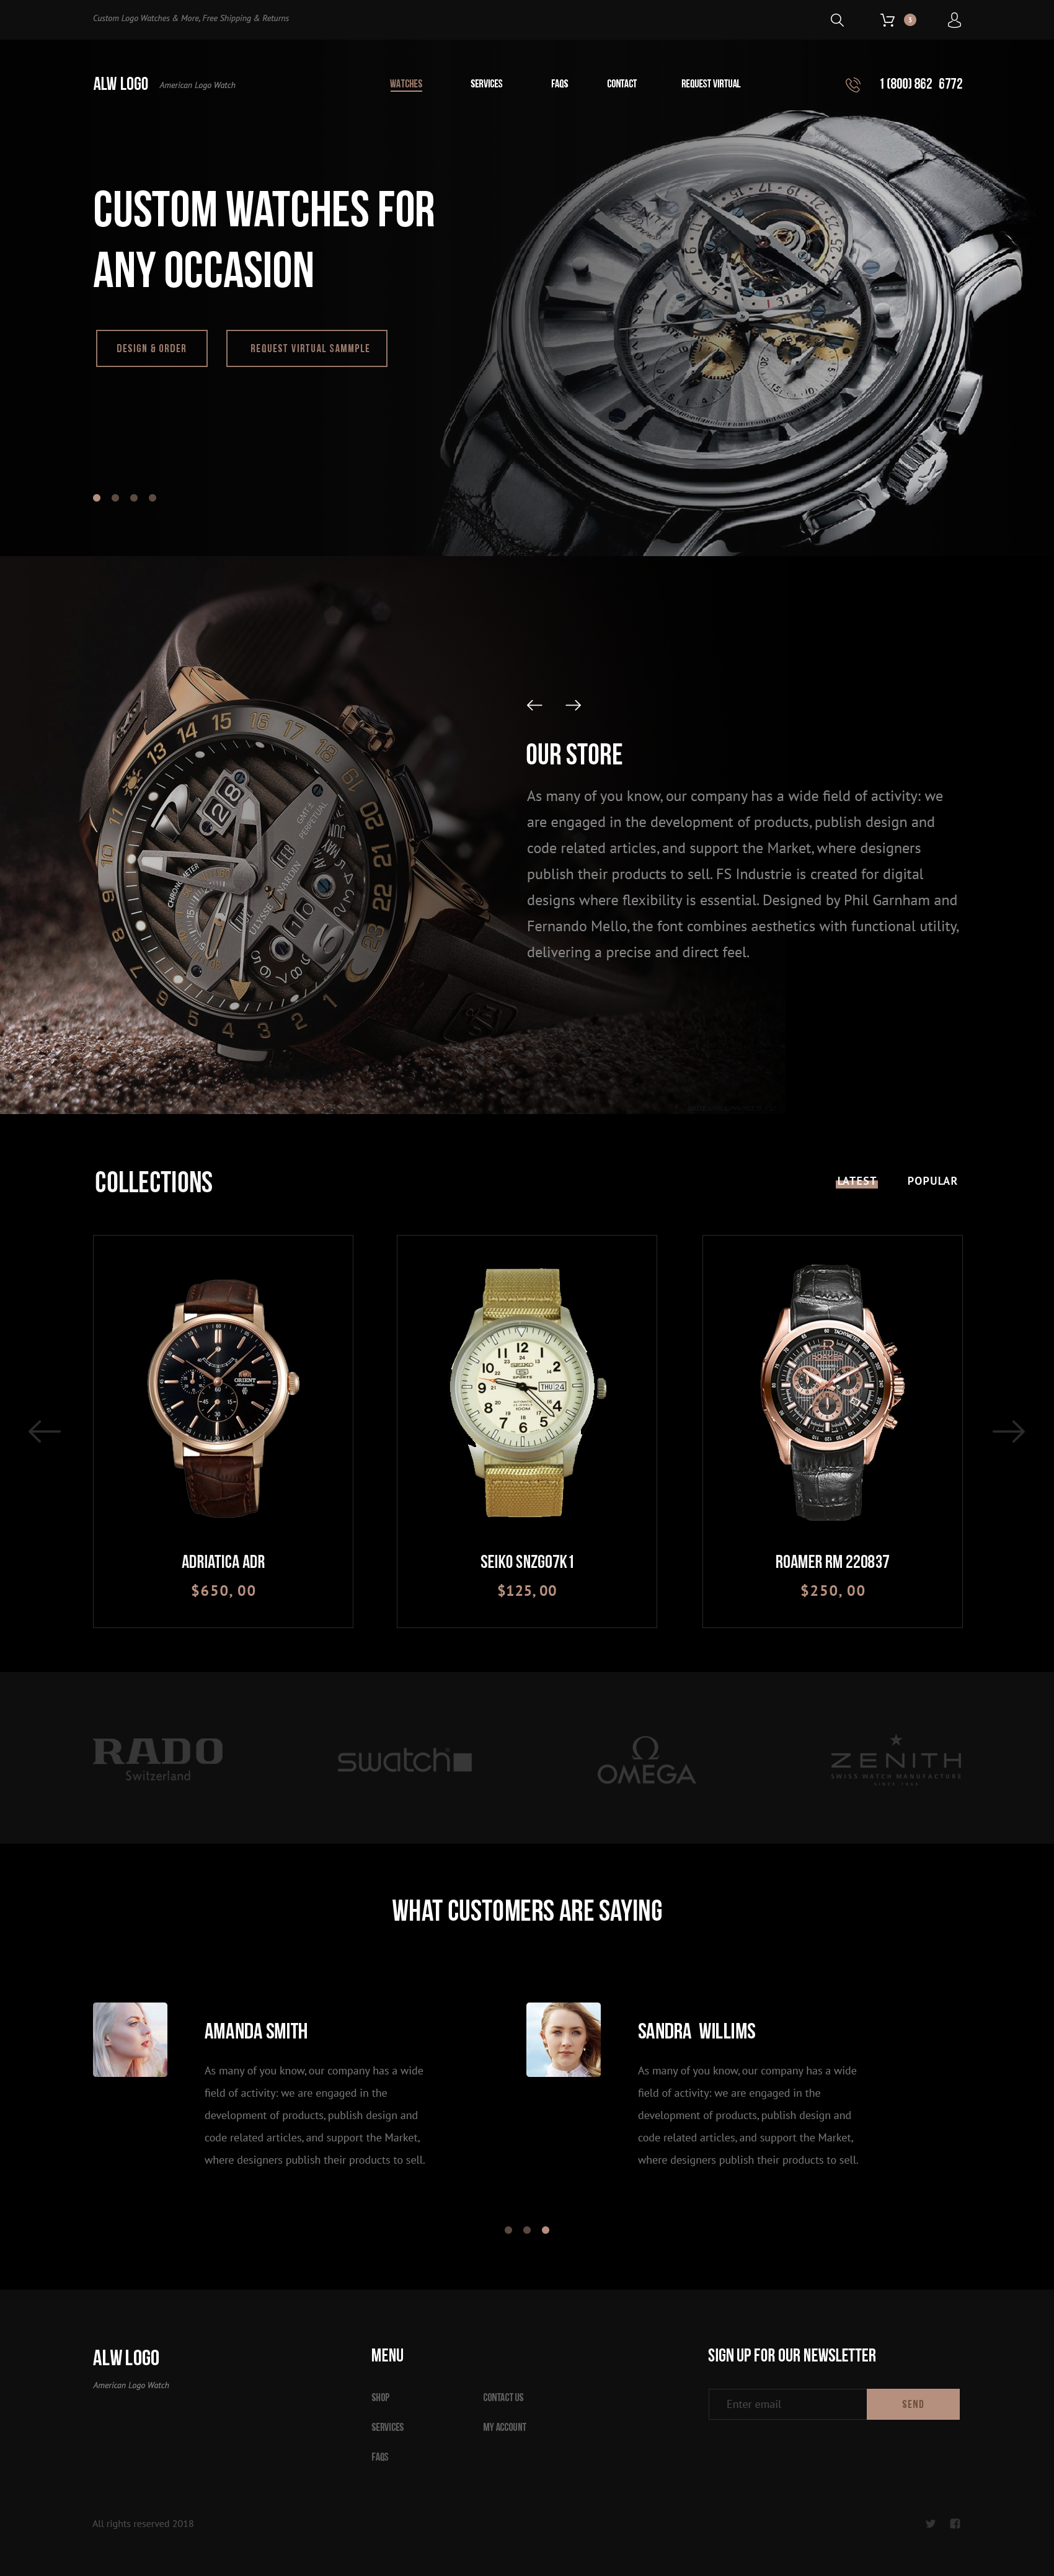 Custom Logo Watches & More, Free Shipping & Returns
3
ALW LOGO
American Logo Watch
WATCHES
SERVICES
FAQS
CONTACT
REQUEST VIRTUAL
1 (800) 862 6772
CUSTOM WATCHES FOR
ANY OCCASION
DESIGN & ORDER
REQUEST VIRTUAL SAMMPLE
OUR STORE
As many of you know, our company has a wide field of activity: we
are engaged in the development of products, publish design and
code related articles, and support the Market, where designers
publish their products to sell. FS Industrie is created for digital
designs where flexibility is essential. Designed by Phil Garnham and
Fernando Mello, the font combines aesthetics with functional utility,
delivering a precise and direct feel.
COLLECTIONS
LATEST
POPULAR
ADRIATICA ADR
$650, 00
SEIKO SNZG07K1
$125, 00
ROAMER RM 220837
$250, 00
RADO
Switzerland
swatch
OMEGA
ZENITH
SWISS WATCH MANUFACTURE
SINCE 1865
WHAT CUSTOMERS ARE SAYING
AMANDA SMITH
As many of you know, our company has a wide
field of activity: we are engaged in the
development of products, publish design and
code related articles, and support the Market,
where designers publish their products to sell.
SANDRA WILLIMS
As many of you know, our company has a wide
field of activity: we are engaged in the
development of products, publish design and
code related articles, and support the Market,
where designers publish their products to sell.
ALW LOGO
American Logo Watch
MENU
SHOP
SERVICES
FAQS
CONTACT US
MY ACCOUNT
SIGN UP FOR OUR NEWSLETTER
Enter email
SEND
All rights reserved 2018